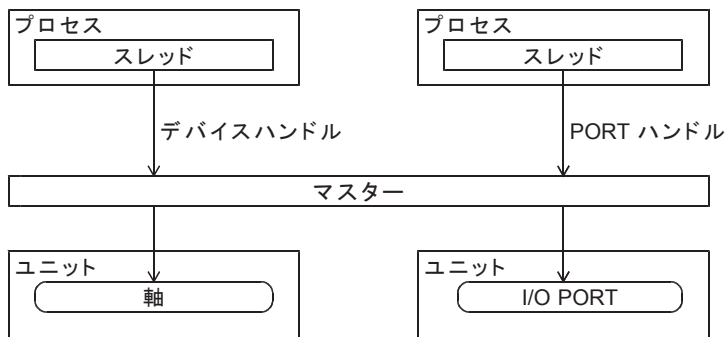 プロセス
プロセス
スレッド
スレッド
デバイスハンドル
PORT ハンドル
マスター
ユニット
ユニット
軸
I/O PORT